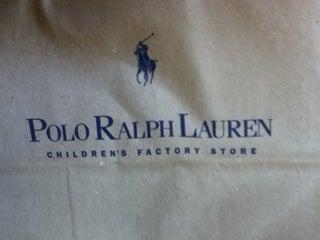 POLO RALPH LAUREN
CHILDREN'S FACTORY STORE